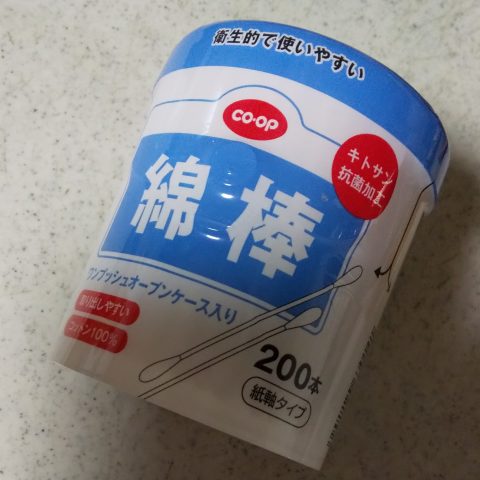 衛生的で使いやすい
CO・OP
キトサン
抗菌加工
綿棒
ワンプッシュオープンケース入り
取り出しやすい
コットン100%
200本
紙軸タイプ